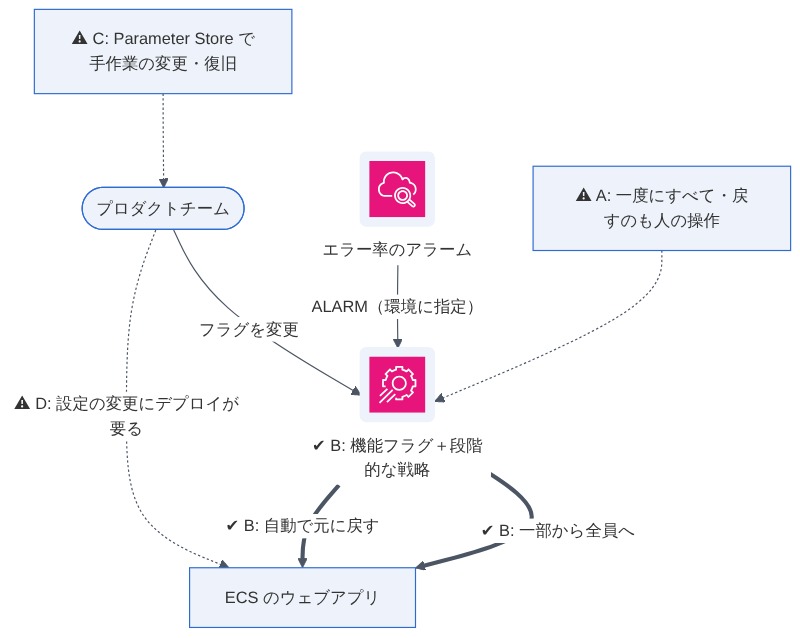 ⚠ C: Parameter Store で
手作業の変更・復旧
プロダクトチーム
エラー率のアラーム
⚠ A: 一度にすべて・戻
すのも人の操作
ALARM（環境に指定）
フラグを変更
⚠ D: 設定の変更にデプロイが
要る
✔ B: 機能フラグ＋段階
的な戦略
✔ B: 自動で元に戻す
✔ B: 一部から全員へ
ECS のウェブアプリ